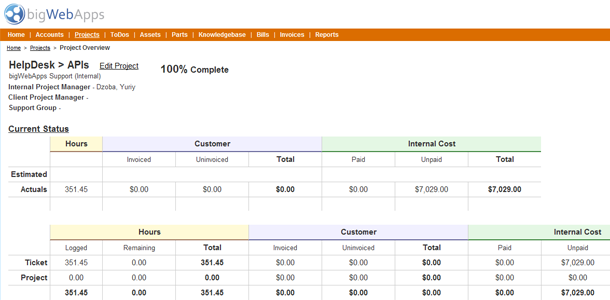 bigWebApps
Home | Accounts | Projects | ToDos | Assets | Parts | Knowledgebase | Bills | Invoices | Reports
Home > Projects > Project Overview
HelpDesk > APIs Edit Project 100% Complete
bigWebApps Support (Internal)
Internal Project Manager - Dzoba, Yuriy
Client Project Manager -
Support Group -
Current Status
Hours Customer Internal Cost
Invoiced Uninvoiced Total Paid Unpaid Total
Estimated
Actuals 351.45 $0.00 $0.00 $0.00 $0.00 $7,029.00 $7,029.00
Hours Customer Internal Cost
Logged Remaining Total Invoiced Uninvoiced Total Paid Unpaid
Ticket 351.45 0.00 351.45 $0.00 $0.00 $0.00 $0.00 $7,029.00
Project 0.00 0.00 0.00 $0.00 $0.00 $0.00 $0.00 $0.00
351.45 0.00 351.45 $0.00 $0.00 $0.00 $0.00 $7,029.00